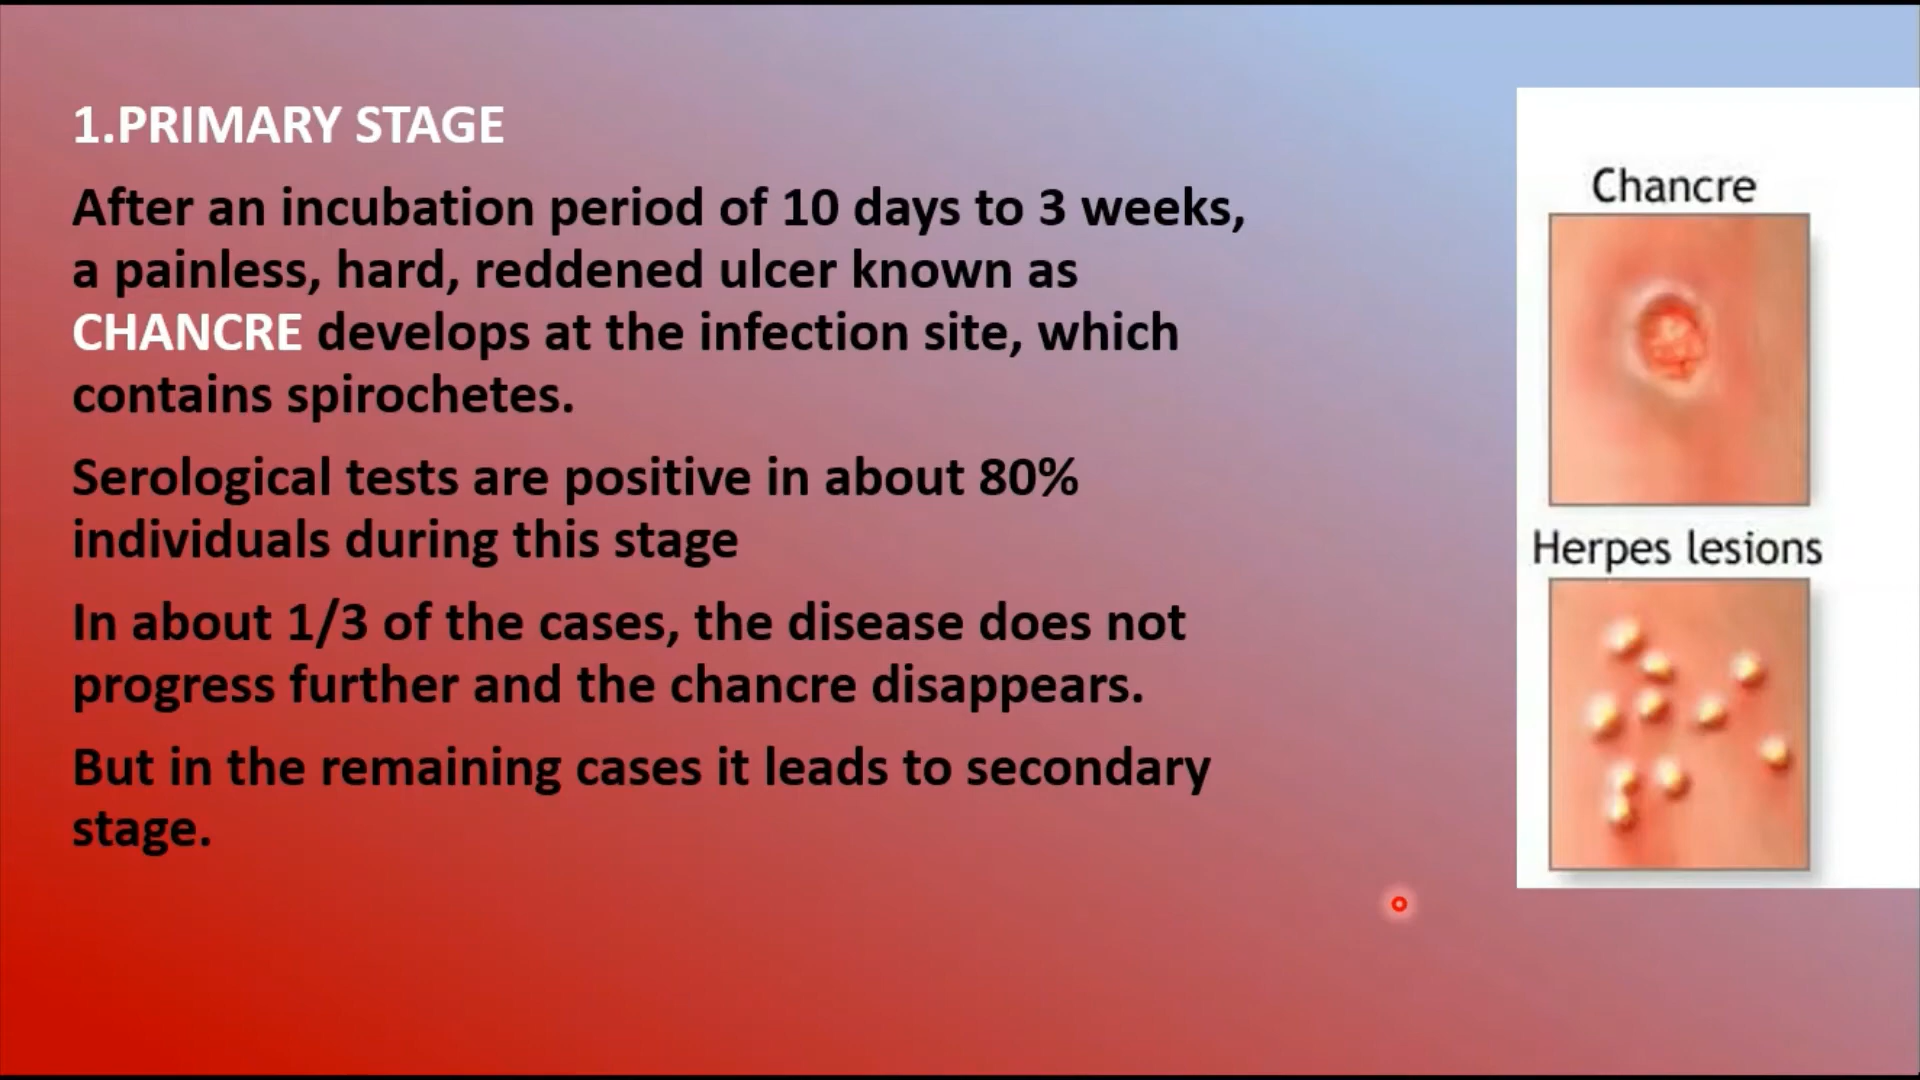 1.PRIMARY STAGE
After an incubation period of 10 days to 3 weeks,
a painless, hard, reddened ulcer known as
CHANCRE develops at the infection site, which
contains spirochetes.
Serological tests are positive in about 80%
individuals during this stage
In about 1/3 of the cases, the disease does not
progress further and the chancre disappears.
But in the remaining cases it leads to secondary
stage.
Chancre
Herpes lesions